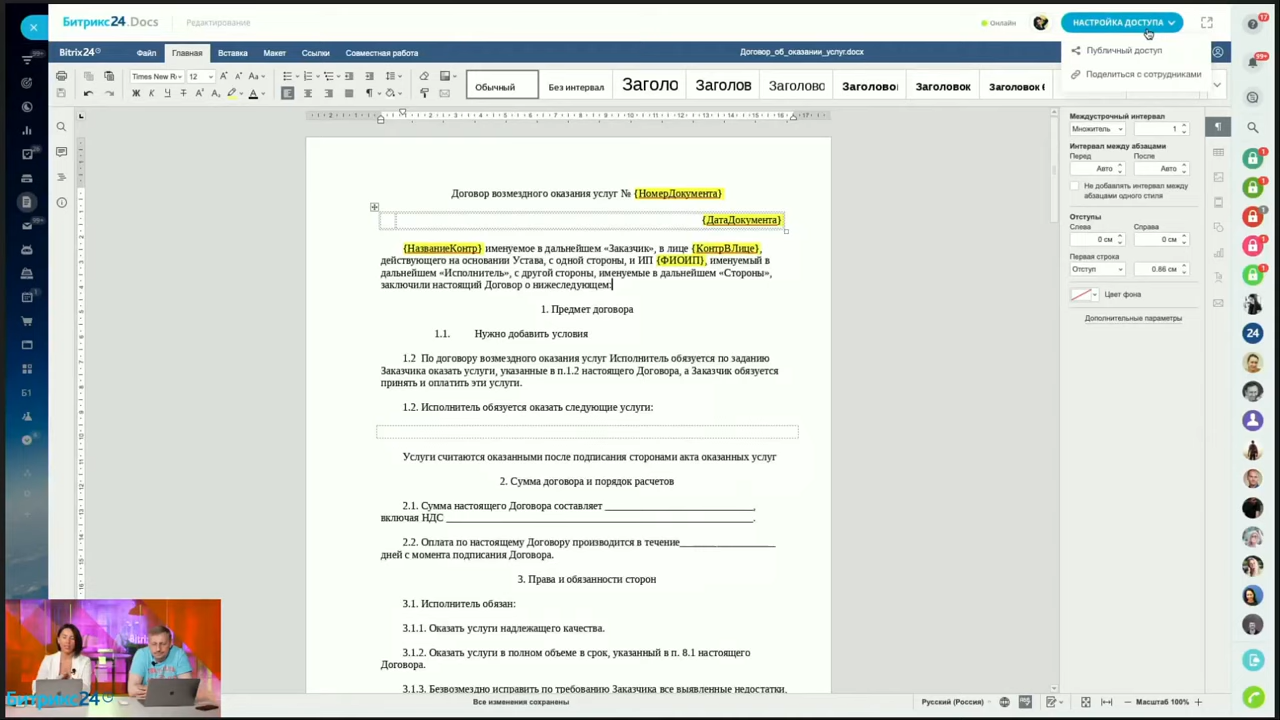 Битрикс24.Docs
Редактирование
Онлайн
НАСТРОЙКА ДОСТУПА
17
Публичный доступ
Поделиться с сотрудниками
Bitrix24
Файл
Главная
Вставка
Макет
Ссылки
Совместная работа
Договор_об_оказании_услуг.docx
99+
Times New R
12
Обычный
Без интервал
Заголо
Заголов
Заголово
Заголовоı
Заголовок
Заголовок 6
Междустрочный интервал
Множитель
1
Интервал между абзацами
Перед
После
Авто
Авто
Не добавлять интервал между
абзацами одного стиля
Отступы
Слева
Справа
0 см
0 см
Первая строка
Отступ
0.86 см
Цвет фона
Дополнительные параметры
Договор возмездного оказания услуг № {НомерДокумента}
{ДатаДокумента}
{НазваниеКонтр} именуемое в дальнейшем «Заказчик», в лице {КонтрВЛице},
действующего на основании Устава, с одной стороны, и ИП {ФИОИП}, именуемый в
дальнейшем «Исполнитель», с другой стороны, именуемые в дальнейшем «Стороны»,
заключили настоящий Договор о нижеследующем:
1. Предмет договора
1.1. Нужно добавить условия
1.2 По договору возмездного оказания услуг Исполнитель обязуется по заданию
Заказчика оказать услуги, указанные в п.1.2 настоящего Договора, а Заказчик обязуется
принять и оплатить эти услуги.
1.2. Исполнитель обязуется оказать следующие услуги:
Услуги считаются оказанными после подписания сторонами акта оказанных услуг
2. Сумма договора и порядок расчетов
2.1. Сумма настоящего Договора составляет ___________________________,
включая НДС _______________________________________________________.
2.2. Оплата по настоящему Договору производится в течение_________________
дней с момента подписания Договора.
3. Права и обязанности сторон
3.1. Исполнитель обязан:
3.1.1. Оказать услуги надлежащего качества.
3.1.2. Оказать услуги в полном объеме в срок, указанный в п. 8.1 настоящего
Договора.
3.1.3. Безвозмездно исправить по требованию Заказчика все выявленные недостатки,
24
Б1
Битрикс24
Все изменения сохранены
Русский (Россия)
Масштаб 100%